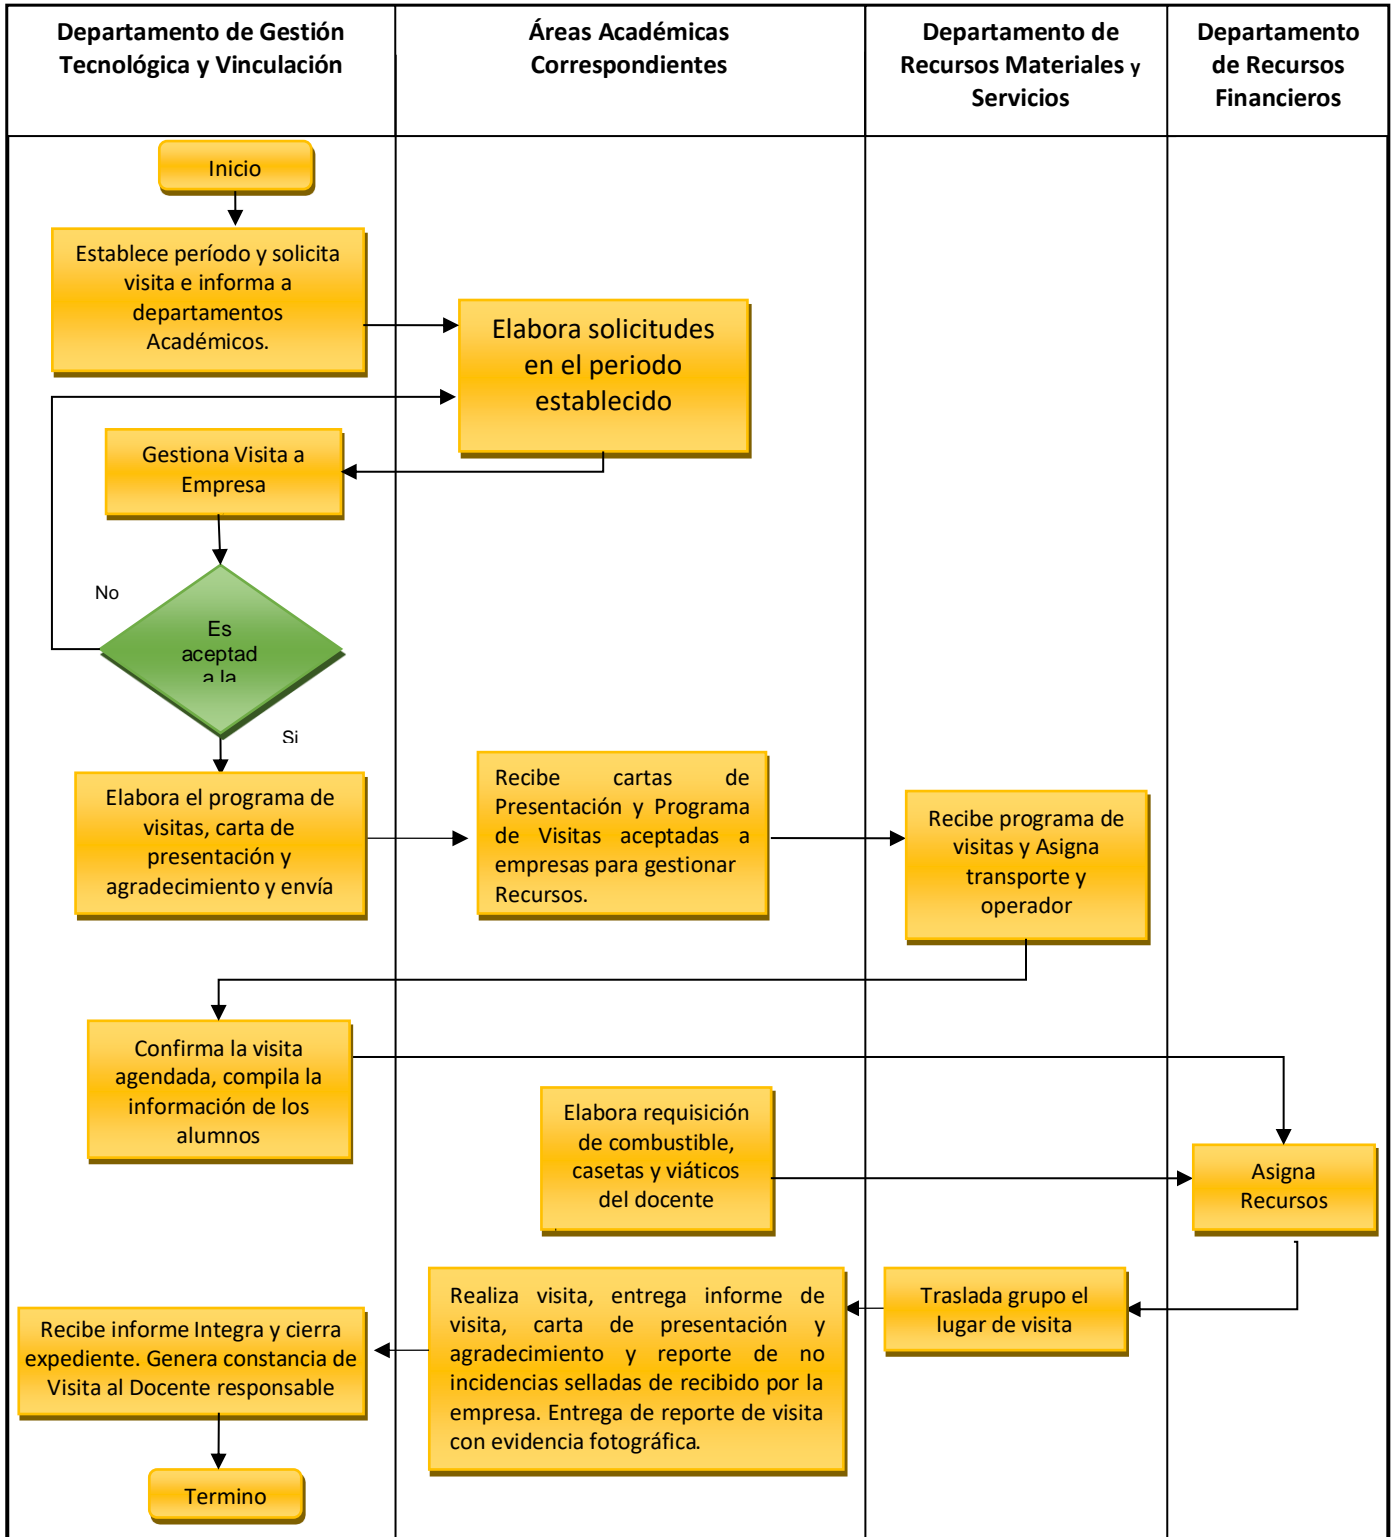 Departamento de Gestión
Tecnológica y Vinculación
Áreas Académicas
Correspondientes
Departamento de
Recursos Materiales y
Servicios
Departamento
de Recursos
Financieros
Inicio
Establece período y solicita
visita e informa a
departamentos
Académicos.
Elabora solicitudes
en el periodo
establecido
Gestiona Visita a
Empresa
No
Es
aceptad
a la
Si
Elabora el programa de
visitas, carta de
presentación y
agradecimiento y envía
Recibe cartas de
Presentación y Programa
de Visitas aceptadas a
empresas para gestionar
Recursos.
Recibe programa de
visitas y Asigna
transporte y
operador
Confirma la visita
agendada, compila la
información de los
alumnos
Elabora requisición
de combustible,
casetas y viáticos
del docente
Asigna
Recursos
Traslada grupo el
lugar de visita
Realiza visita, entrega informe de
visita, carta de presentación y
agradecimiento y reporte de no
incidencias selladas de recibido por la
empresa. Entrega de reporte de visita
con evidencia fotográfica.
Recibe informe Integra y cierra
expediente. Genera constancia de
Visita al Docente responsable
Termino